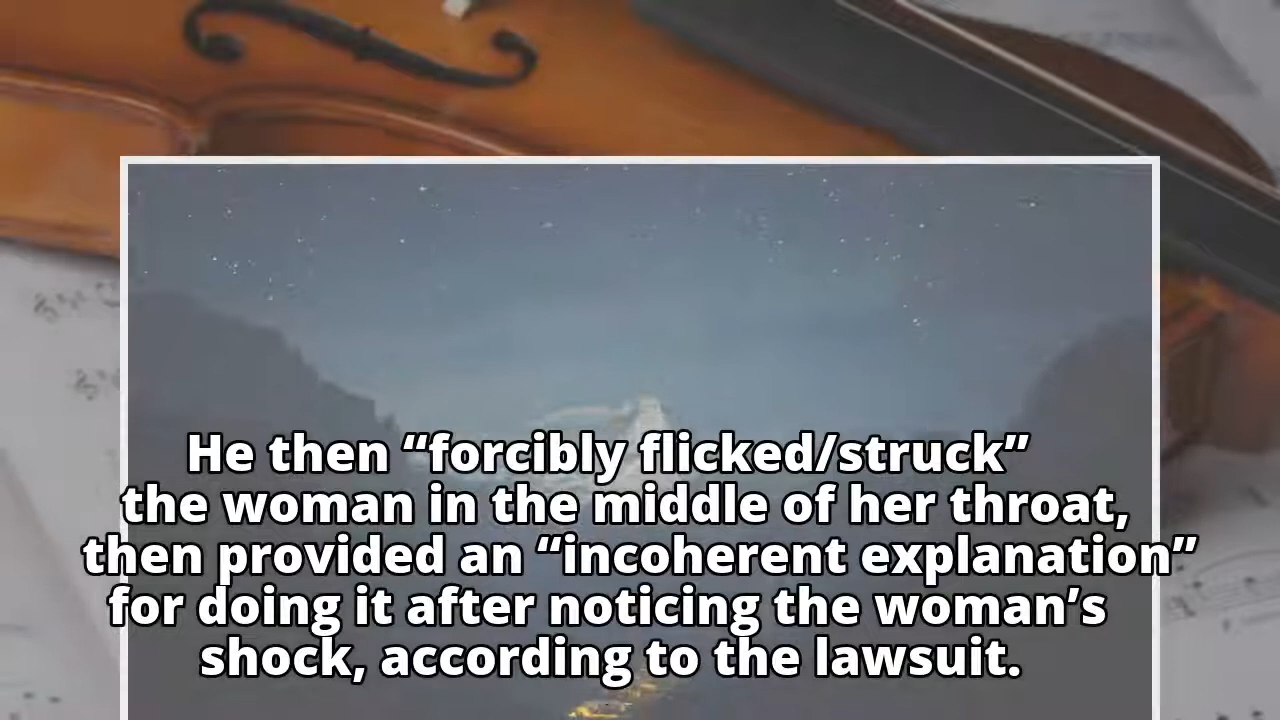 He then “forcibly flicked/struck”
the woman in the middle of her throat,
then provided an “incoherent explanation”
for doing it after noticing the woman’s
shock, according to the lawsuit.